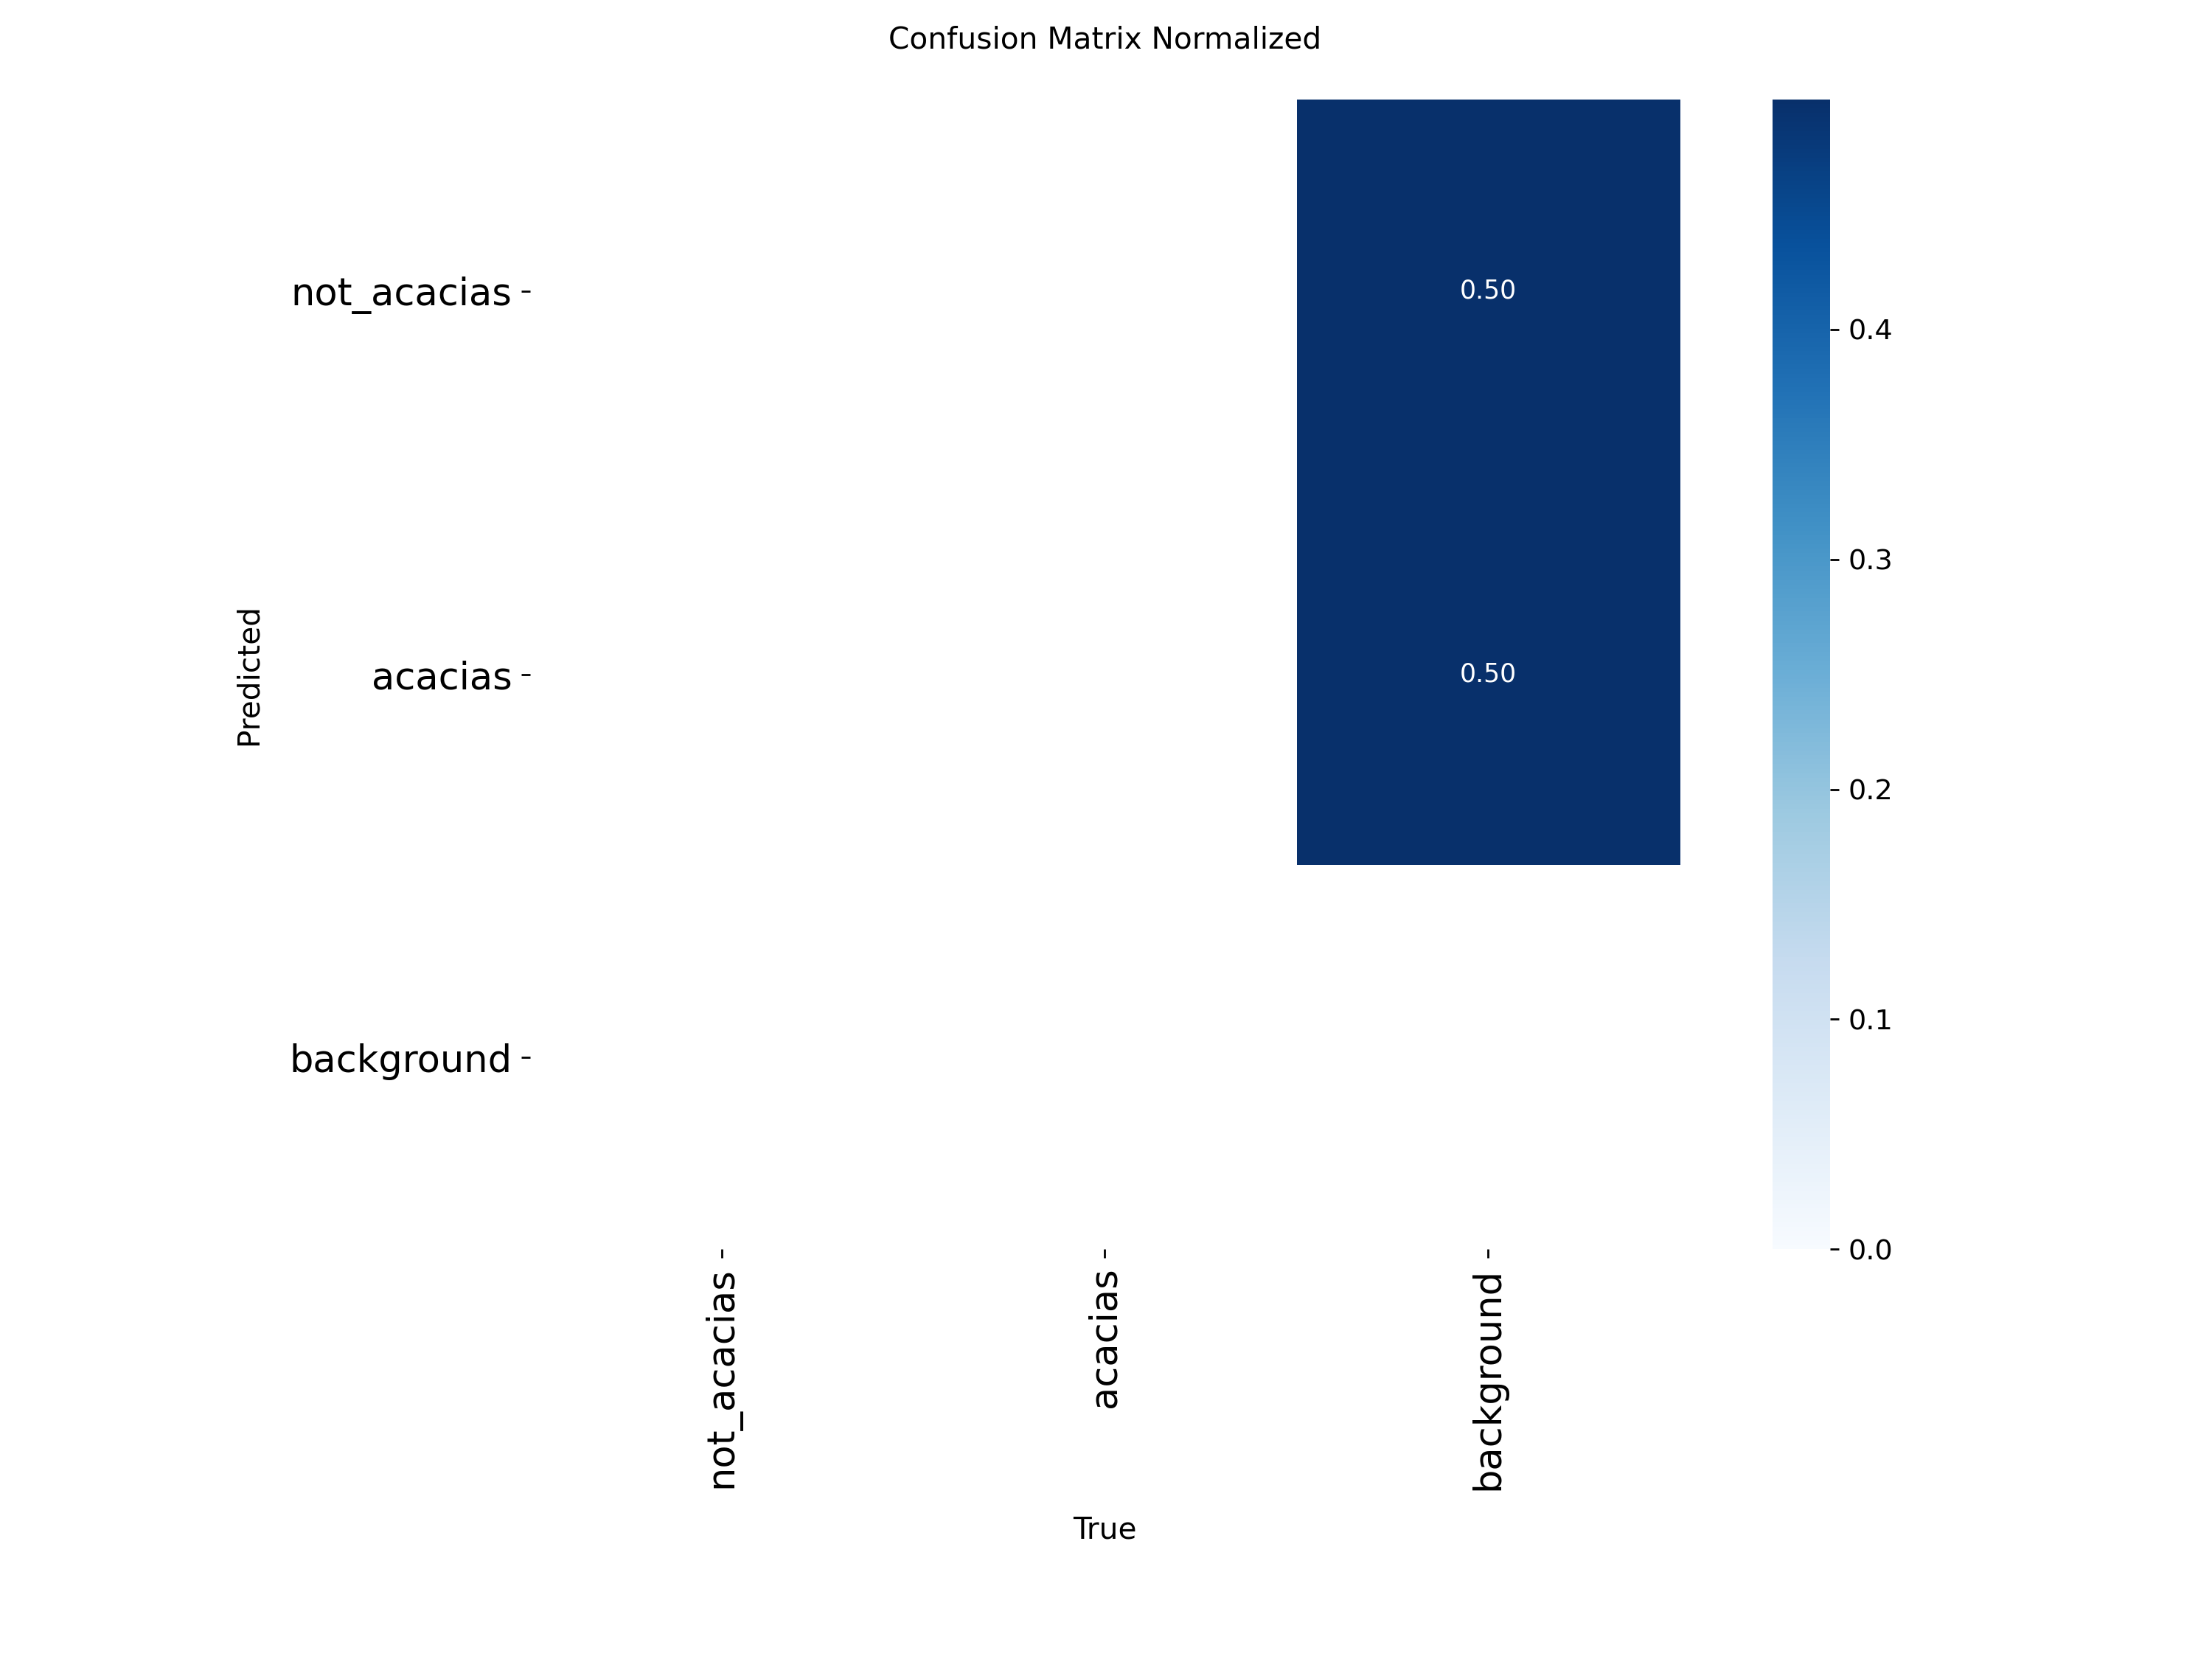 Confusion Matrix Normalized
not_acacias
acacias
background
Predicted
0.50
0.50
0.4
0.3
0.2
0.1
0.0
not_acacias
acacias
background
True